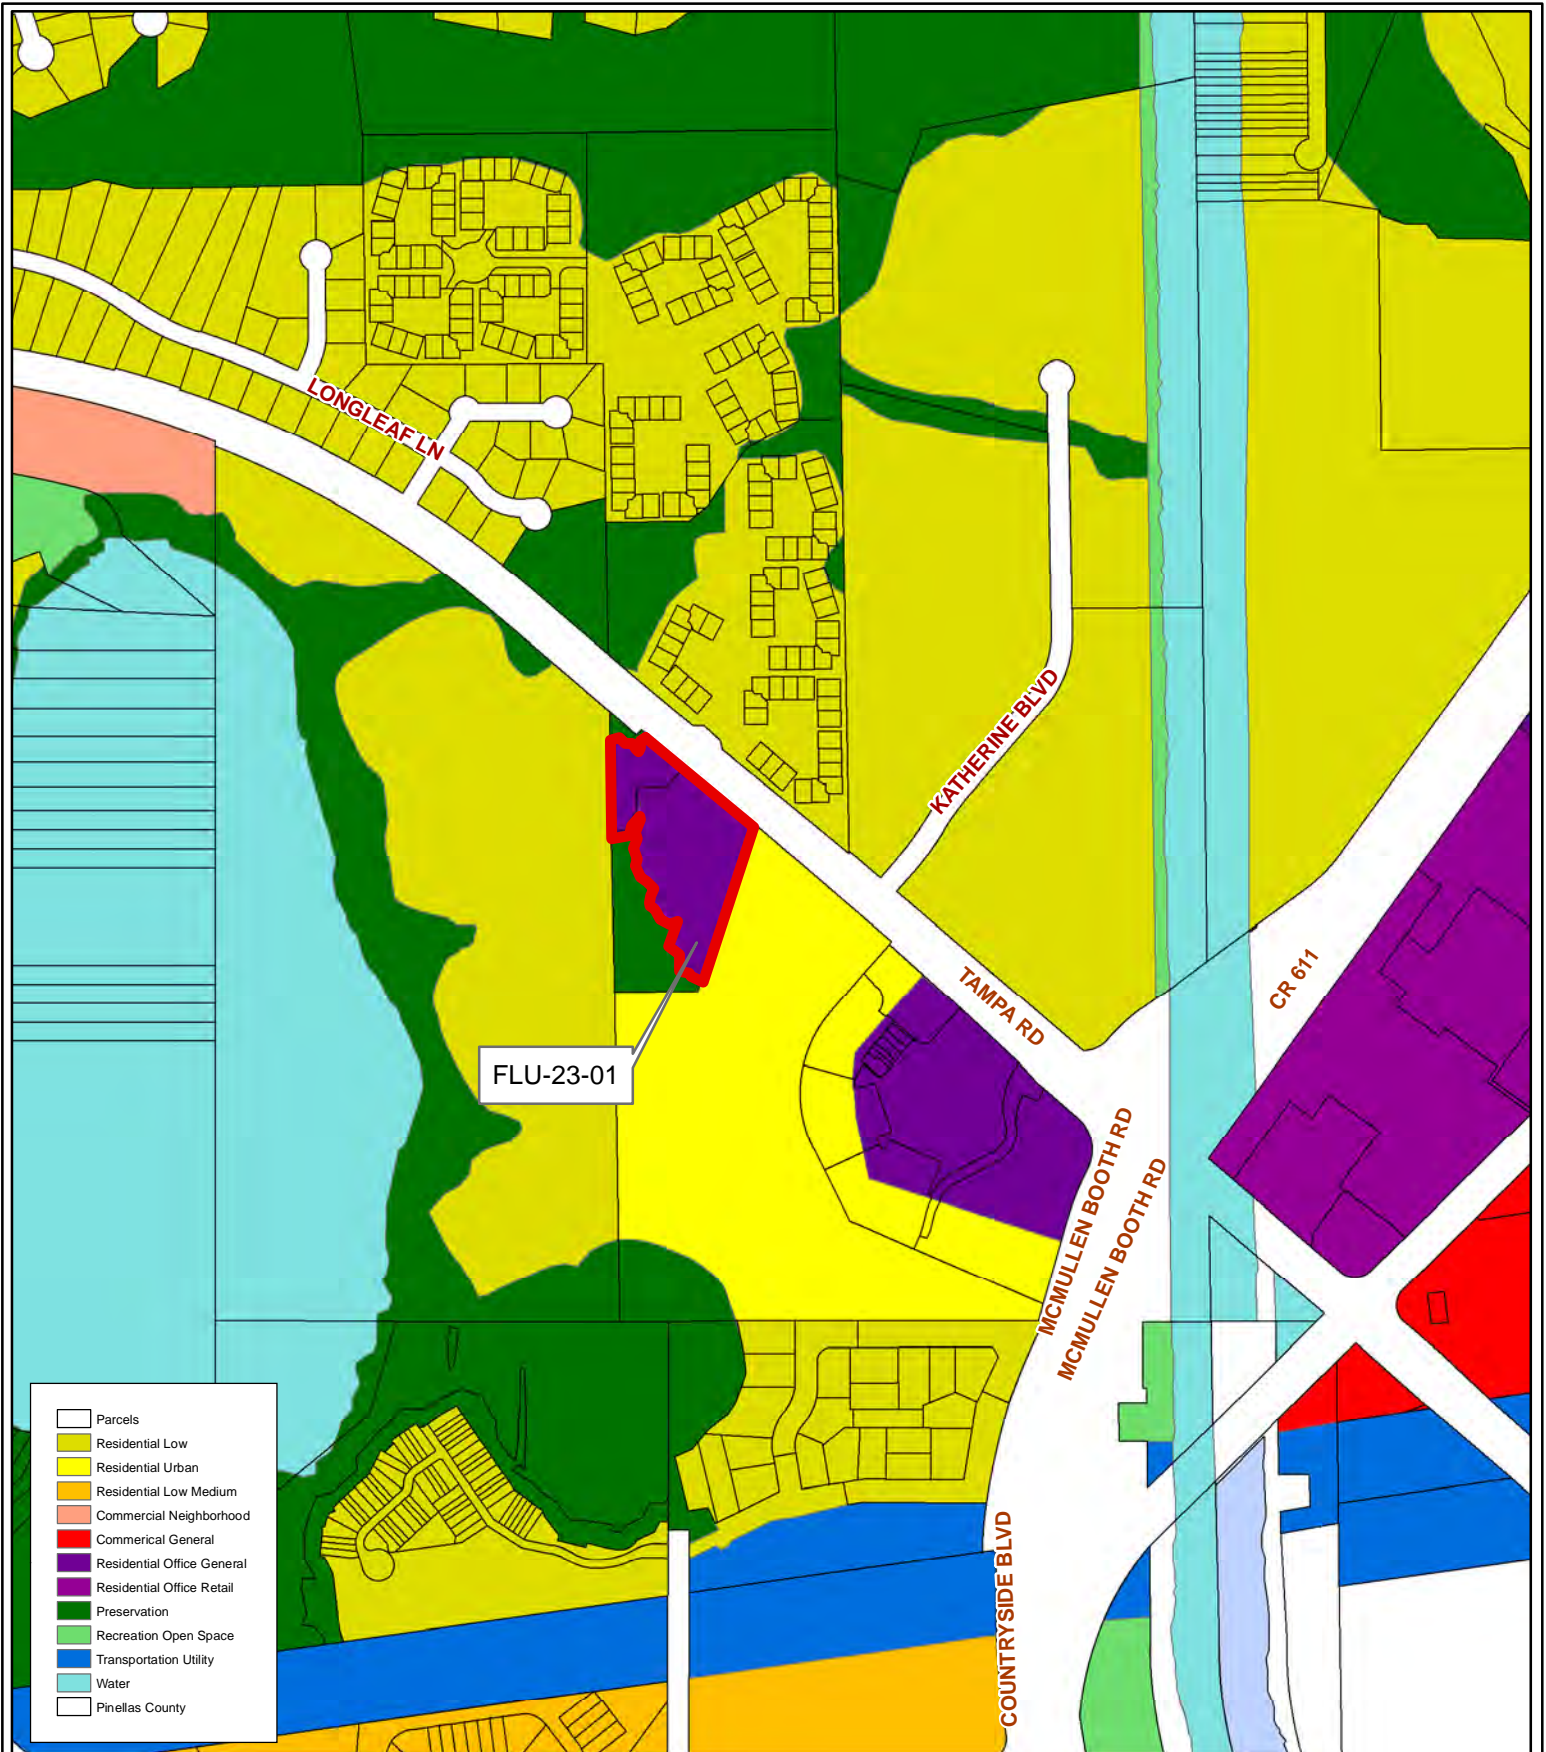 LONGLEAF LN
KATHERINE BLVD
TAMPA RD
CR 611
FLU-23-01
MCMULLEN BOOTH RD
MCMULLEN BOOTH RD
COUNTRYSIDE BLVD
Parcels
Residential Low
Residential Urban
Residential Low Medium
Commercial Neighborhood
Commerical General
Residential Office General
Residential Office Retail
Preservation
Recreation Open Space
Transportation Utility
Water
Pinellas County